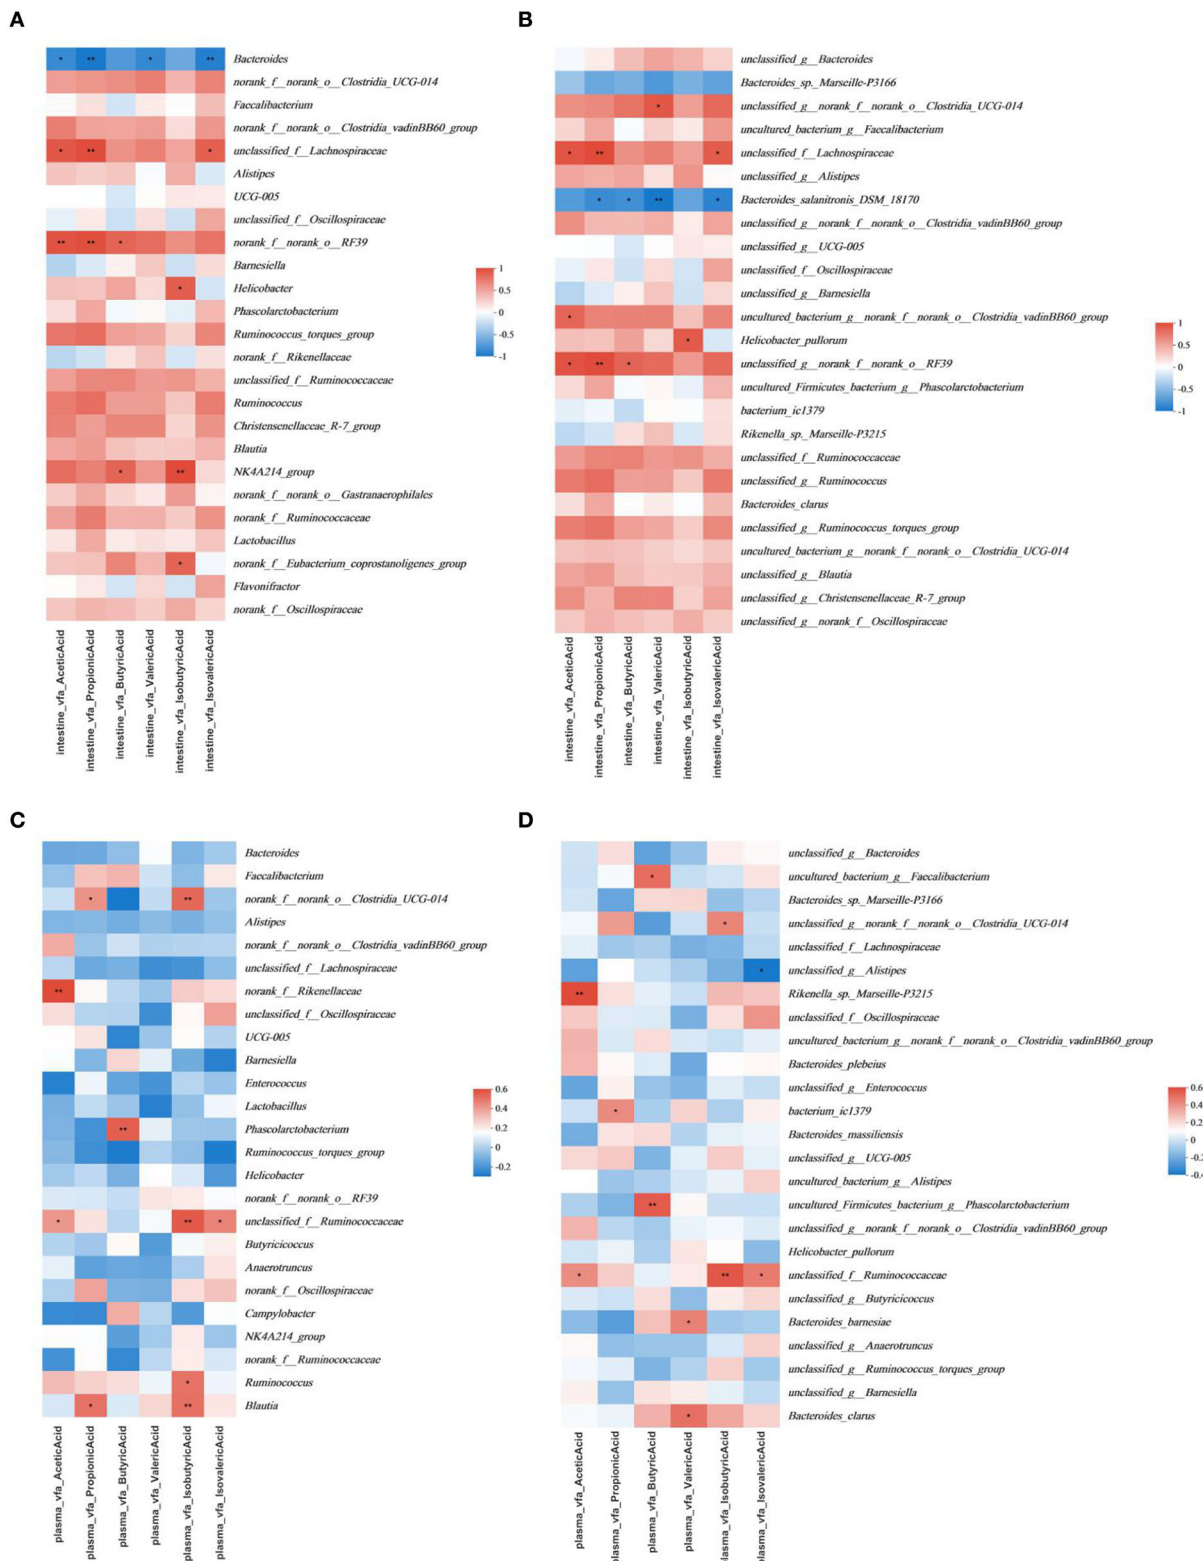 A
Bacteroides
norank_f__norank_o__Clostridia_UCG-014
Faecalibacterium
norank_f__norank_o__Clostridia_vadinBB60_group
unclassified_f__Lachnospiraceae
Alistipes
UCG-005
unclassified_f__Oscillospiraceae
norank_f__norank_o__RF39
Barnesiella
Helicobacter
Phascolarctobacterium
Ruminococcus_torques_group
norank_f__Rikenellaceae
unclassified_f__Ruminococcaceae
Ruminococcus
Christensenellaceae_R-7_group
Blautia
NK4A214_group
norank_f__norank_o__Gastranaerophilales
norank_f__Ruminococcaceae
Lactobacillus
norank_f__Eubacterium_coprostanoligenes_group
Flavonifractor
norank_f__Oscillospiraceae
1
0.5
0
-0.5
-1
intestine_vfa_AceticAcid
intestine_vfa_PropionicAcid
intestine_vfa_ButyricAcid
intestine_vfa_ValericAcid
intestine_vfa_IsobutyricAcid
intestine_vfa_IsovalericAcid
B
unclassified_g__Bacteroides
Bacteroides_sp._Marseille-P3166
unclassified_g__norank_f__norank_o__Clostridia_UCG-014
uncultured_bacterium_g__Faecalibacterium
unclassified_f__Lachnospiraceae
unclassified_g__Alistipes
Bacteroides_salanitronis_DSM_18170
unclassified_g__norank_f__norank_o__Clostridia_vadinBB60_group
unclassified_g__UCG-005
unclassified_f__Oscillospiraceae
unclassified_g__Barnesiella
uncultured_bacterium_g__norank_f__norank_o__Clostridia_vadinBB60_group
Helicobacter_pullorum
unclassified_g__norank_f__norank_o__RF39
uncultured_Firmicutes_bacterium_g__Phascolarctobacterium
bacterium_ic1379
Rikenella_sp._Marseille-P3215
unclassified_f__Ruminococcaceae
unclassified_g__Ruminococcus
Bacteroides_clarus
unclassified_g__Ruminococcus_torques_group
uncultured_bacterium_g__norank_f__norank_o__Clostridia_UCG-014
unclassified_g__Blautia
unclassified_g__Christensenellaceae_R-7_group
unclassified_g__norank_f__Oscillospiraceae
1
0.5
0
-0.5
-1
intestine_vfa_AceticAcid
intestine_vfa_PropionicAcid
intestine_vfa_ButyricAcid
intestine_vfa_ValericAcid
intestine_vfa_IsobutyricAcid
intestine_vfa_IsovalericAcid
C
Bacteroides
Faecalibacterium
norank_f__norank_o__Clostridia_UCG-014
Alistipes
norank_f__norank_o__Clostridia_vadinBB60_group
unclassified_f__Lachnospiraceae
norank_f__Rikenellaceae
unclassified_f__Oscillospiraceae
UCG-005
Barnesiella
Enterococcus
Lactobacillus
Phascolarctobacterium
Ruminococcus_torques_group
Helicobacter
norank_f__norank_o__RF39
unclassified_f__Ruminococcaceae
Butyricicoccus
Anaerotruncus
norank_f__Oscillospiraceae
Campylobacter
NK4A214_group
norank_f__Ruminococcaceae
Ruminococcus
Blautia
0.6
0.4
0.2
0
-0.2
plasma_vfa_AceticAcid
plasma_vfa_PropionicAcid
plasma_vfa_ButyricAcid
plasma_vfa_ValericAcid
plasma_vfa_IsobutyricAcid
plasma_vfa_IsovalericAcid
D
unclassified_g__Bacteroides
uncultured_bacterium_g__Faecalibacterium
Bacteroides_sp._Marseille-P3166
unclassified_g__norank_f__norank_o__Clostridia_UCG-014
unclassified_f__Lachnospiraceae
unclassified_g__Alistipes
Rikenella_sp._Marseille-P3215
unclassified_f__Oscillospiraceae
uncultured_bacterium_g__norank_f__norank_o__Clostridia_vadinBB60_group
Bacteroides_plebeius
unclassified_g__Enterococcus
bacterium_ic1379
Bacteroides_massiliensis
unclassified_g__UCG-005
uncultured_bacterium_g__Alistipes
uncultured_Firmicutes_bacterium_g__Phascolarctobacterium
unclassified_g__norank_f__norank_o__Clostridia_vadinBB60_group
Helicobacter_pullorum
unclassified_f__Ruminococcaceae
unclassified_g__Butyricicoccus
Bacteroides_barnesiae
unclassified_g__Anaerotruncus
unclassified_g__Ruminococcus_torques_group
unclassified_g__Barnesiella
Bacteroides_clarus
0.6
0.4
0.2
0
-0.2
-0.4
plasma_vfa_AceticAcid
plasma_vfa_PropionicAcid
plasma_vfa_ButyricAcid
plasma_vfa_ValericAcid
plasma_vfa_IsobutyricAcid
plasma_vfa_IsovalericAcid